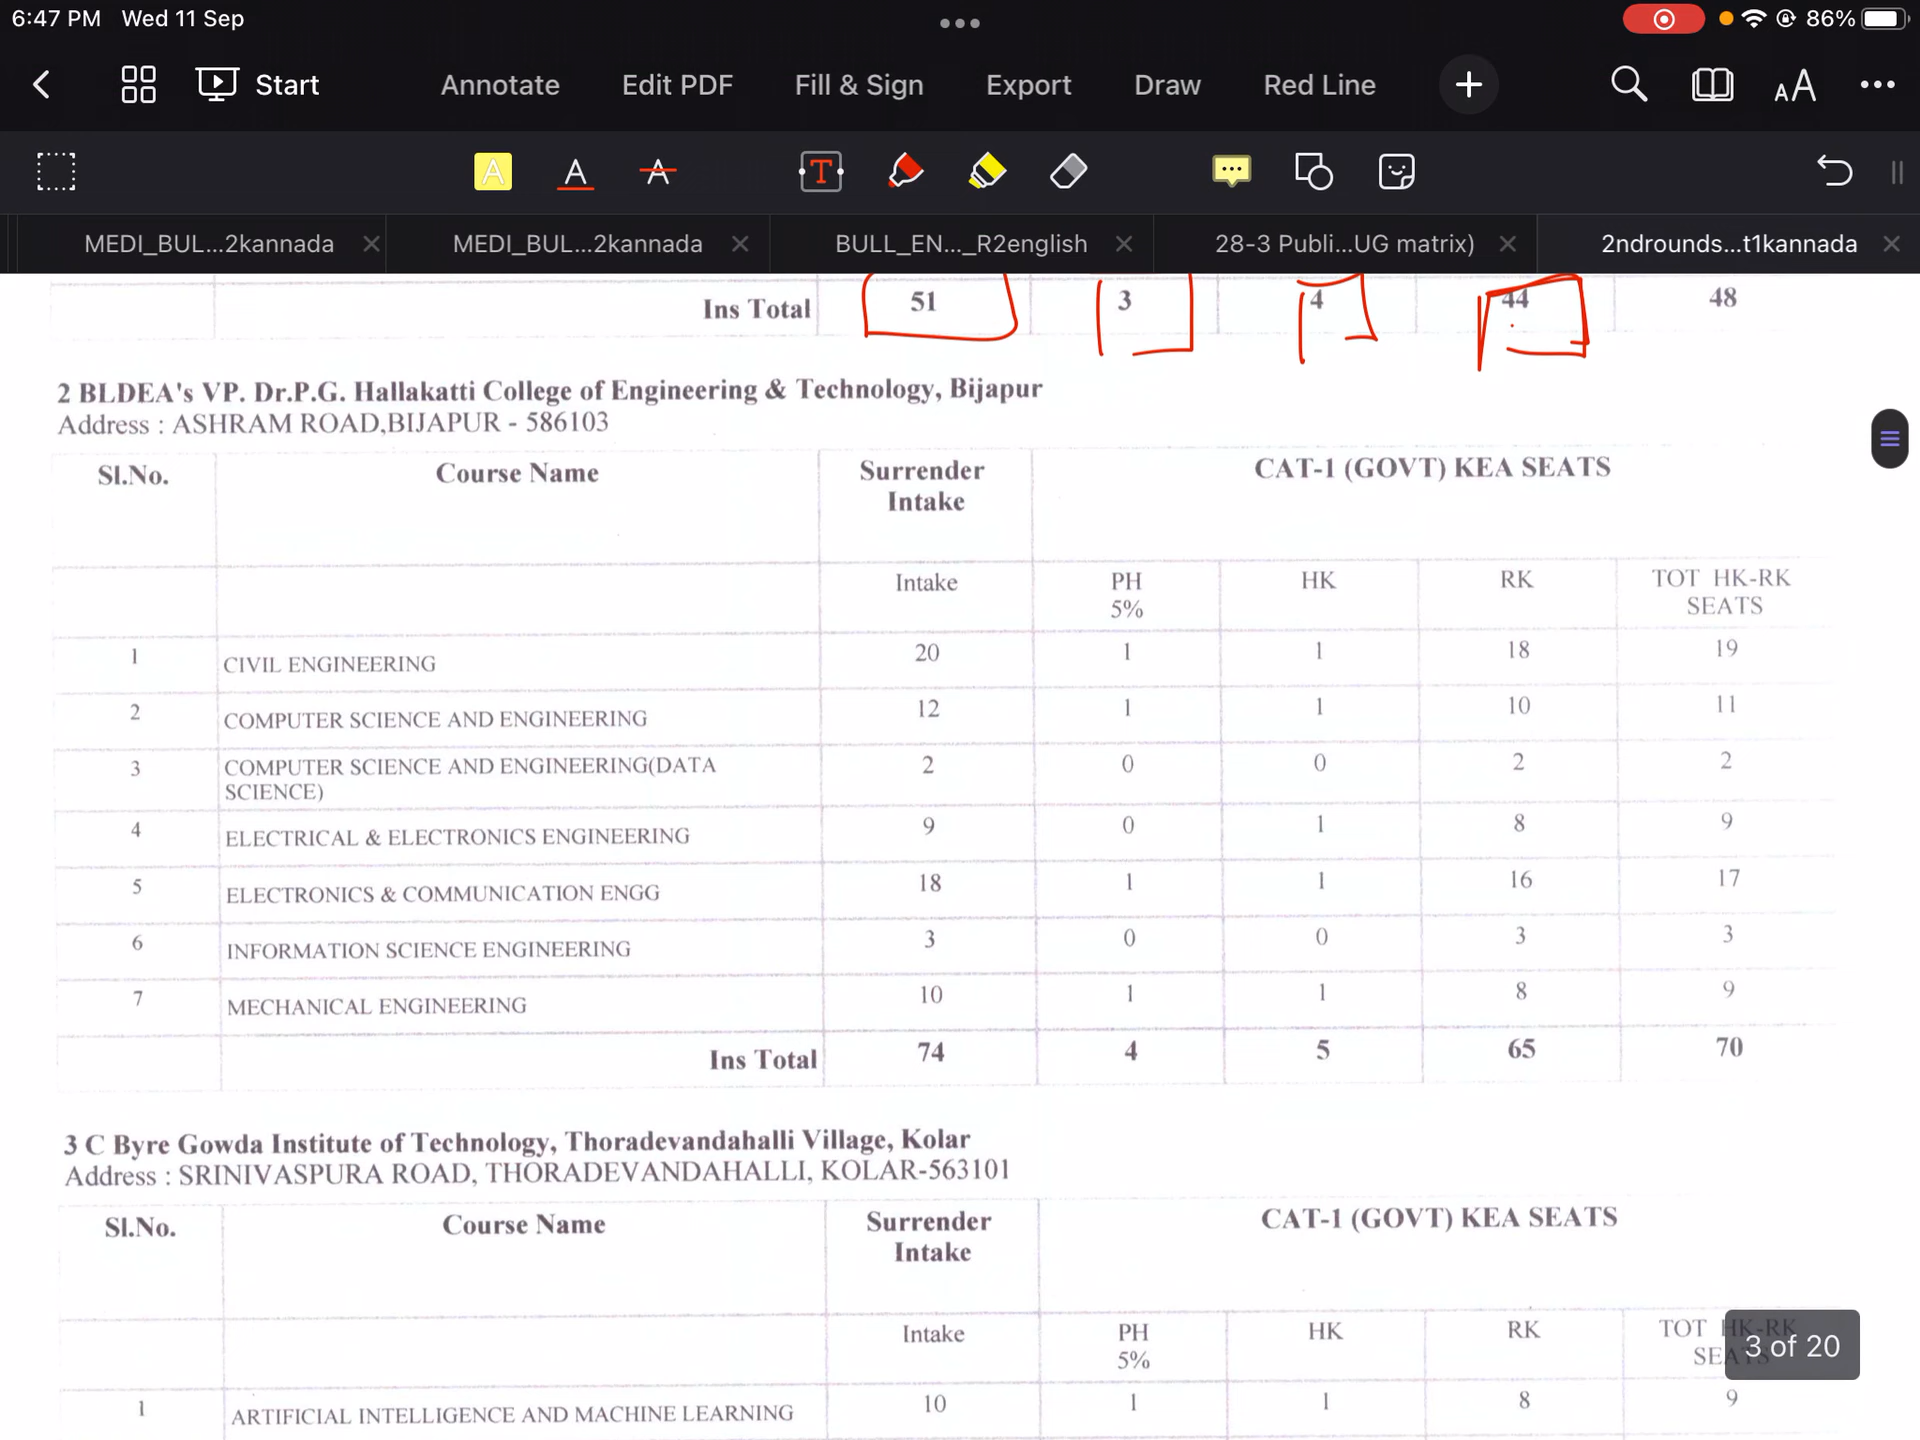 6:47 PM Wed 11 Sep 86%
Start Annotate Edit PDF Fill & Sign Export Draw Red Line
MEDI_BUL...2kannada MEDI_BUL...2kannada BULL_EN..._R2english 28-3 Publi...UG matrix) 2ndrounds...t1kannada
Ins Total 51 3 4 44 48
2 BLDEA's VP. Dr.P.G. Hallakatti College of Engineering & Technology, Bijapur
Address : ASHRAM ROAD,BIJAPUR - 586103
Sl.No. Course Name Surrender Intake CAT-1 (GOVT) KEA SEATS
Intake PH 5% HK RK TOT HK-RK SEATS
1 CIVIL ENGINEERING 20 1 1 18 19
2 COMPUTER SCIENCE AND ENGINEERING 12 1 1 10 11
3 COMPUTER SCIENCE AND ENGINEERING(DATA SCIENCE) 2 0 0 2 2
4 ELECTRICAL & ELECTRONICS ENGINEERING 9 0 1 8 9
5 ELECTRONICS & COMMUNICATION ENGG 18 1 1 16 17
6 INFORMATION SCIENCE ENGINEERING 3 0 0 3 3
7 MECHANICAL ENGINEERING 10 1 1 8 9
Ins Total 74 4 5 65 70
3 C Byre Gowda Institute of Technology, Thoradevandahalli Village, Kolar
Address : SRINIVASPURA ROAD, THORADEVANDAHALLI, KOLAR-563101
Sl.No. Course Name Surrender Intake CAT-1 (GOVT) KEA SEATS
Intake PH 5% HK RK TOT HK-RK SEATS
3 of 20
1 ARTIFICIAL INTELLIGENCE AND MACHINE LEARNING 10 1 1 8 9